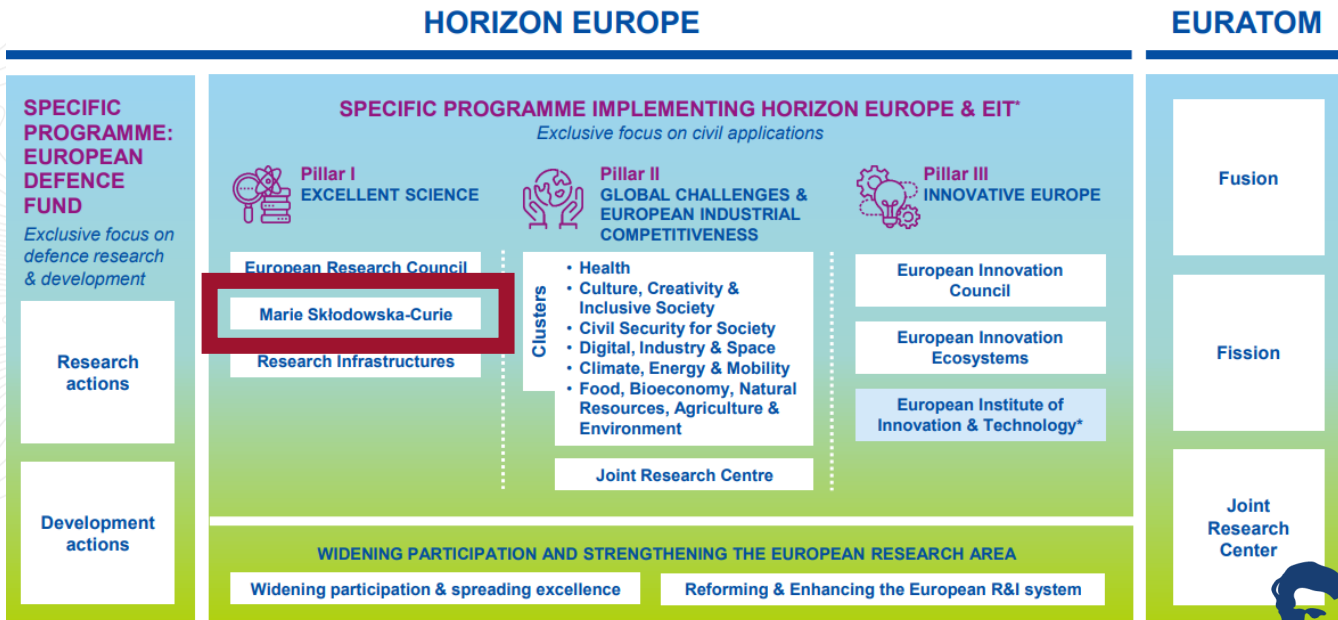 HORIZON EUROPE
EURATOM
SPECIFIC
PROGRAMME:
EUROPEAN
DEFENCE
FUND
Exclusive focus on
defence research
& development
Research
actions
Development
actions
SPECIFIC PROGRAMME IMPLEMENTING HORIZON EUROPE & EIT*
Exclusive focus on civil applications
Pillar I
EXCELLENT SCIENCE
European Research Council
Marie Skłodowska-Curie
Research Infrastructures
Pillar II
GLOBAL CHALLENGES &
EUROPEAN INDUSTRIAL
COMPETITIVENESS
Clusters
• Health
• Culture, Creativity &
Inclusive Society
• Civil Security for Society
• Digital, Industry & Space
• Climate, Energy & Mobility
• Food, Bioeconomy, Natural
Resources, Agriculture &
Environment
Joint Research Centre
Pillar III
INNOVATIVE EUROPE
European Innovation
Council
European Innovation
Ecosystems
European Institute of
Innovation & Technology*
WIDENING PARTICIPATION AND STRENGTHENING THE EUROPEAN RESEARCH AREA
Widening participation & spreading excellence
Reforming & Enhancing the European R&I system
Fusion
Fission
Joint
Research
Center